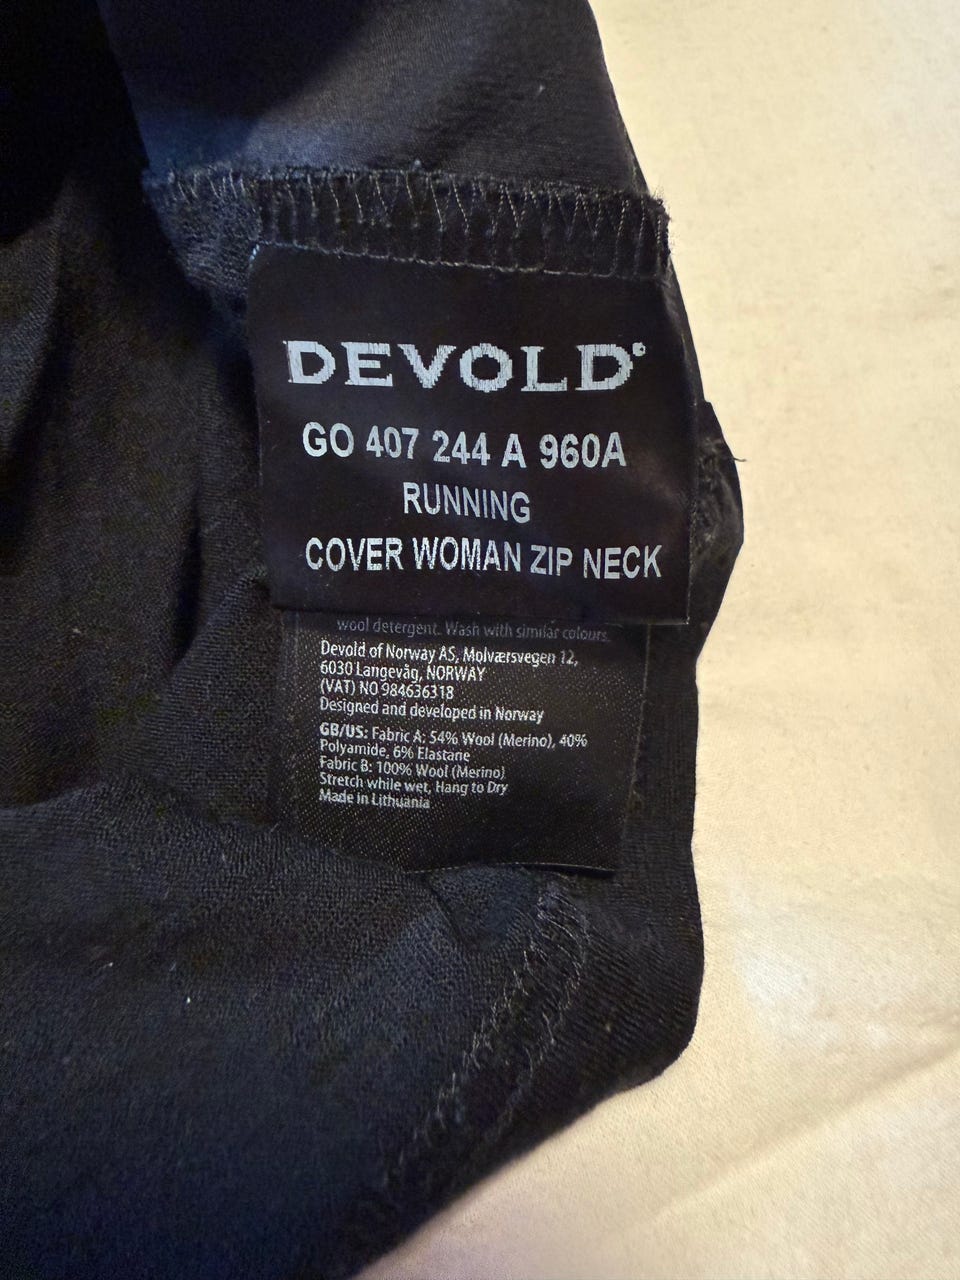 DEVOLD
GO 407 244 A 960A
RUNNING
COVER WOMAN ZIP NECK
wool detergent. Wash with similar colours.
Devold of Norway AS, Molværsvegen 12,
6030 Langevåg, NORWAY
(VAT) NO 984636318
Designed and developed in Norway
GB/US: Fabric A: 54% Wool (Merino), 40%
Polyamide, 6% Elastane
Fabric B: 100% Wool (Merino)
Stretch while wet, Hang to Dry
Made in Lithuania